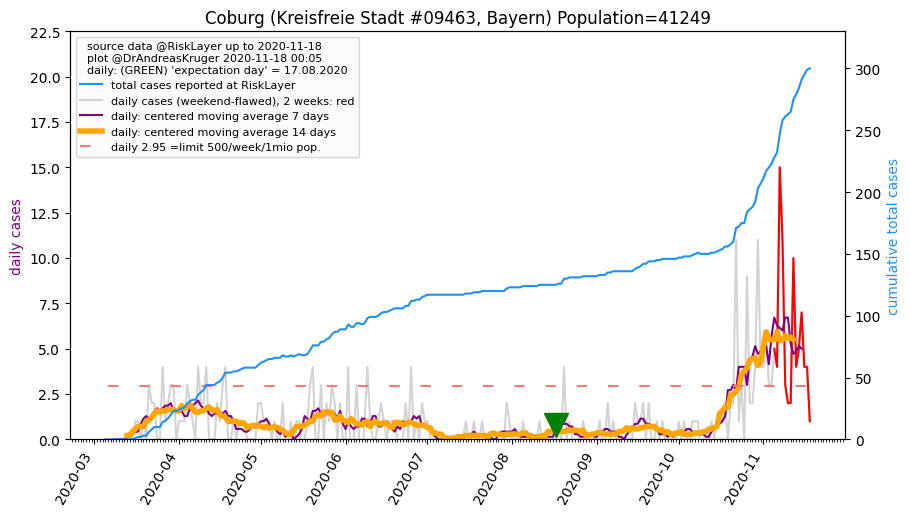 Coburg (Kreisfreie Stadt #09463, Bayern) Population=41249
source data @RiskLayer up to 2020-11-18
plot @DrAndreasKruger 2020-11-18 00:05
daily: (GREEN) 'expectation day' = 17.08.2020
total cases reported at RiskLayer
daily cases (weekend-flawed), 2 weeks: red
daily: centered moving average 7 days
daily: centered moving average 14 days
daily 2.95 =limit 500/week/1mio pop.
daily cases
22.5
20.0
17.5
15.0
12.5
10.0
7.5
5.0
2.5
0.0
300
250
200
150
100
50
0
cumulative total cases
2020-03
2020-04
2020-05
2020-06
2020-07
2020-08
2020-09
2020-10
2020-11